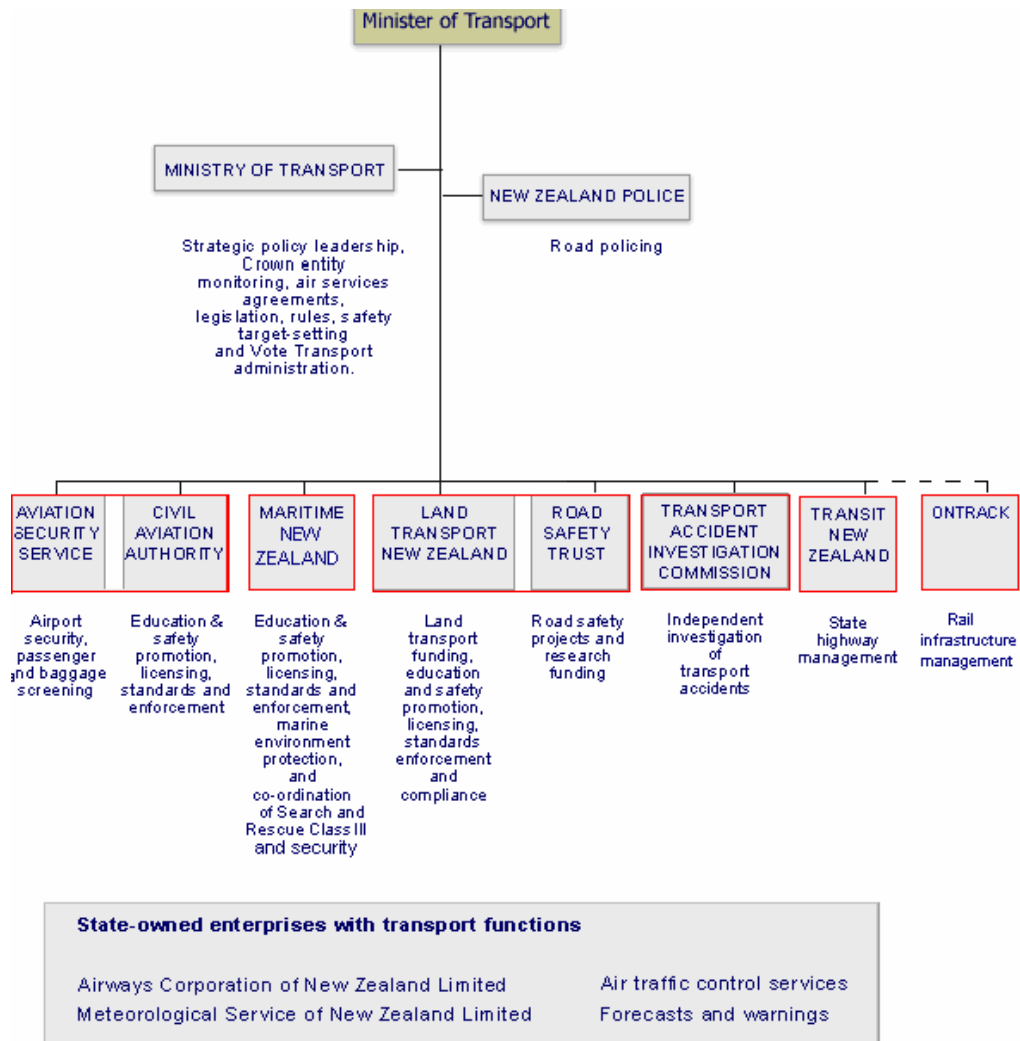 Minister of Transport
MINISTRY OF TRANSPORT
NEW ZEALAND POLICE
Strategic policy leadership,
Crown entity
monitoring, air services
agreements,
legislation, rules, safety
target-setting
and Vote Transport
administration.
Road policing
AVIATION
SECURITY
SERVICE
CIVIL
AVIATION
AUTHORITY
MARITIME
NEW
ZEALAND
LAND
TRANSPORT
NEW ZEALAND
ROAD
SAFETY
TRUST
TRANSPORT
ACCIDENT
INVESTIGATION
COMMISSION
TRANSIT
NEW
ZEALAND
ONTRACK
Airport
security,
passenger
and baggage
screening
Education &
safety
promotion,
licensing,
standards and
enforcement
Education &
safety
promotion,
licensing,
standards and
enforcement,
marine
environment
protection,
and
co-ordination
of Search and
Rescue Class III
and security
Land
transport
funding,
education
and safety
promotion,
licensing,
standards
enforcement
and
compliance
Road safety
projects and
research
funding
Independent
investigation
of
transport
accidents
State
highway
management
Rail
infrastructure
management
State-owned enterprises with transport functions
Airways Corporation of New Zealand Limited Air traffic control services
Meteorological Service of New Zealand Limited Forecasts and warnings